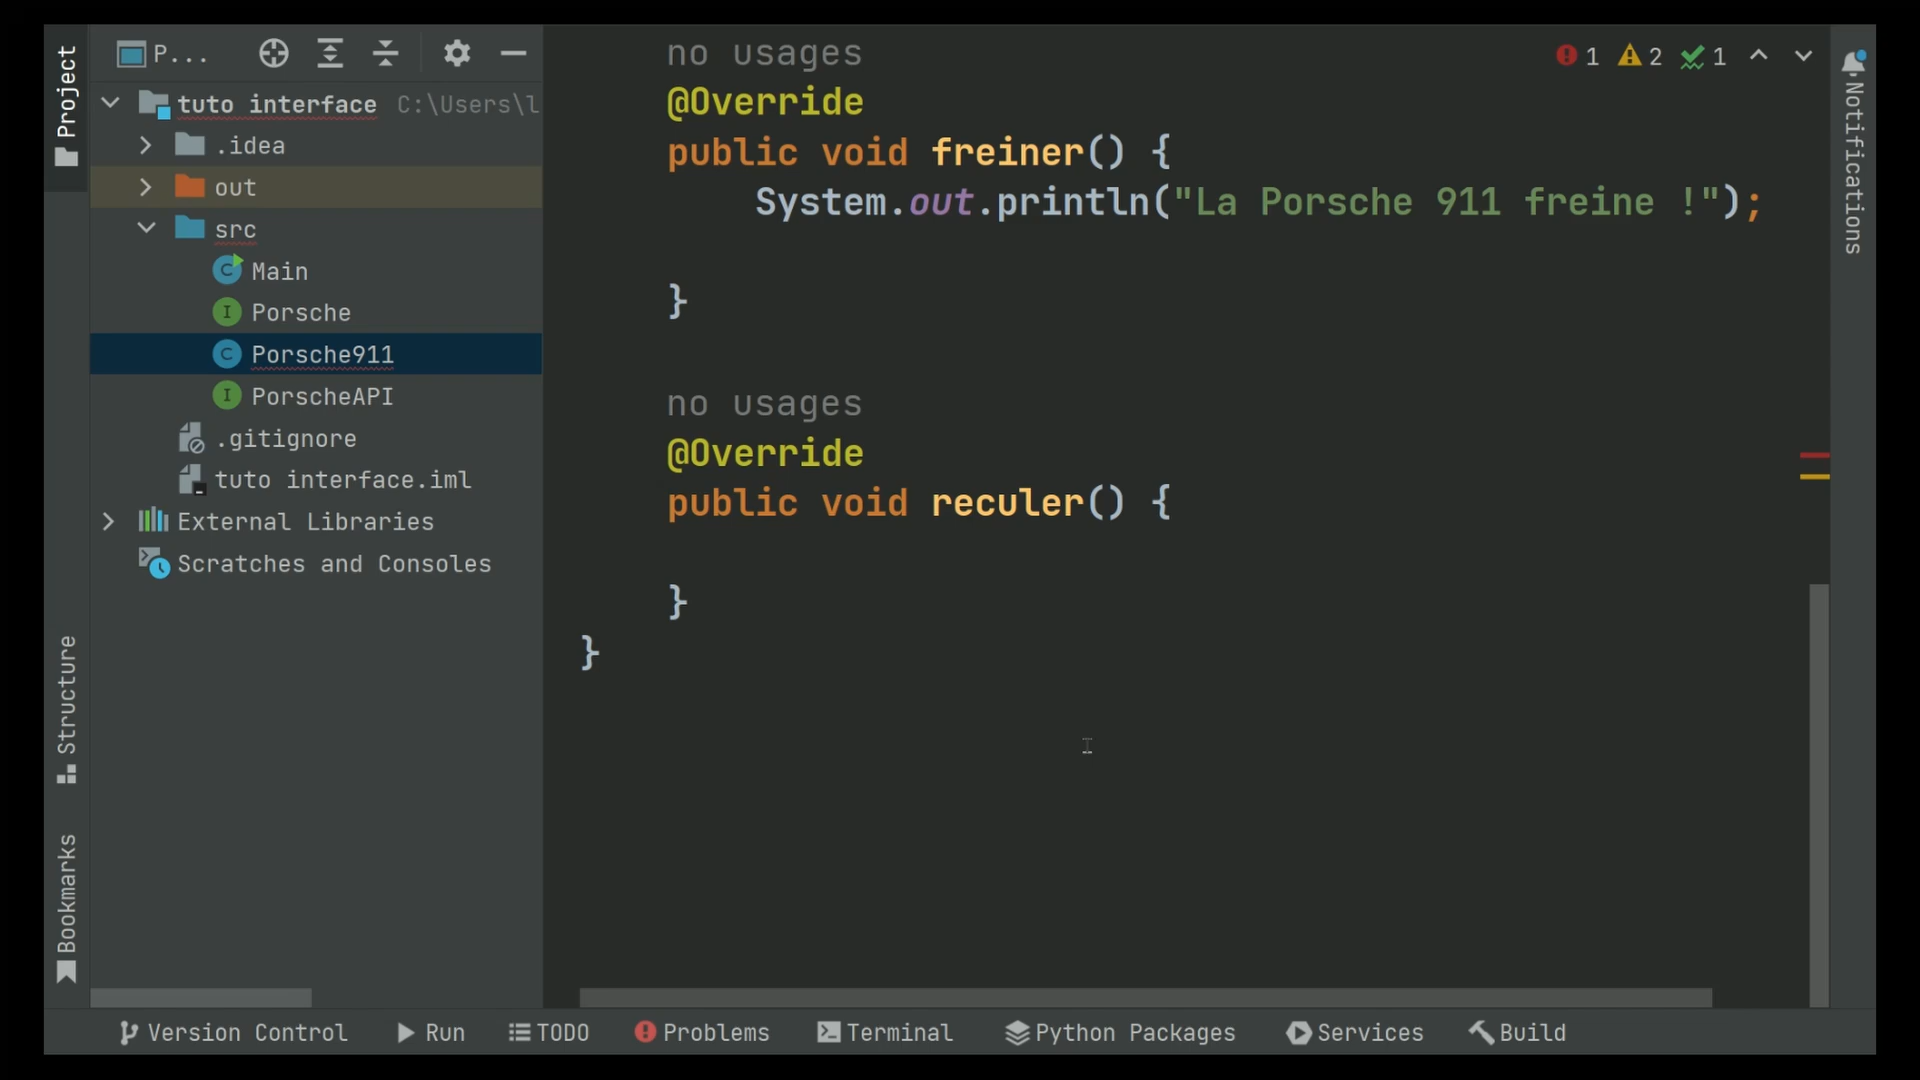 Project
P...
tuto interface C:\Users\l
.idea
out
src
Main
Porsche
Porsche911
PorscheAPI
.gitignore
tuto interface.iml
External Libraries
Scratches and Consoles
Structure
Bookmarks
no usages
@Override
public void freiner() {
System.out.println("La Porsche 911 freine !");
}
no usages
@Override
public void reculer() {
}
}
1 2 1
Notifications
Version Control Run TODO Problems Terminal Python Packages Services Build